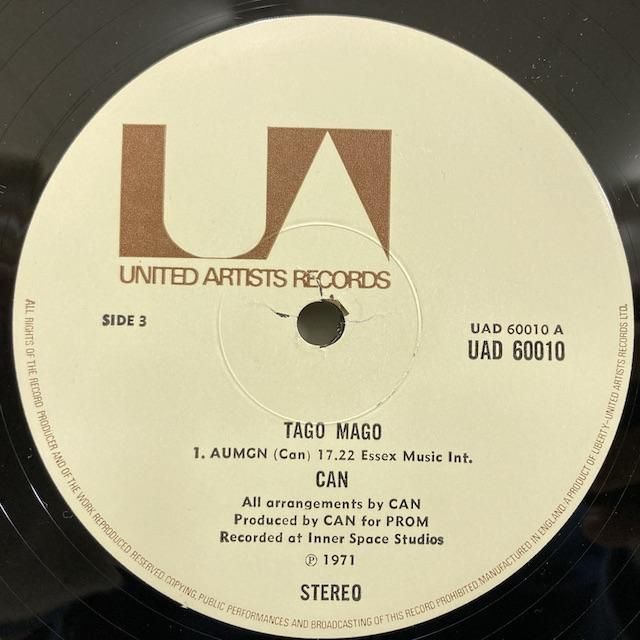 UA
UNITED ARTISTS RECORDS
SIDE 3
UAD 60010 A
UAD 60010
TAGO MAGO
1. AUMGN (Can) 17.22 Essex Music Int.
CAN
All arrangements by CAN
Produced by CAN for PROM
Recorded at Inner Space Studios
℗ 1971
STEREO
ALL RIGHTS OF THE RECORD PRODUCER AND OF THE WORK REPRODUCED RESERVED. COPYING, PUBLIC PERFORMANCES AND BROADCASTING OF THIS RECORD PROHIBITED. MANUFACTURED IN ENGLAND. A PRODUCT OF LIBERTY-UNITED ARTISTS RECORDS LTD.